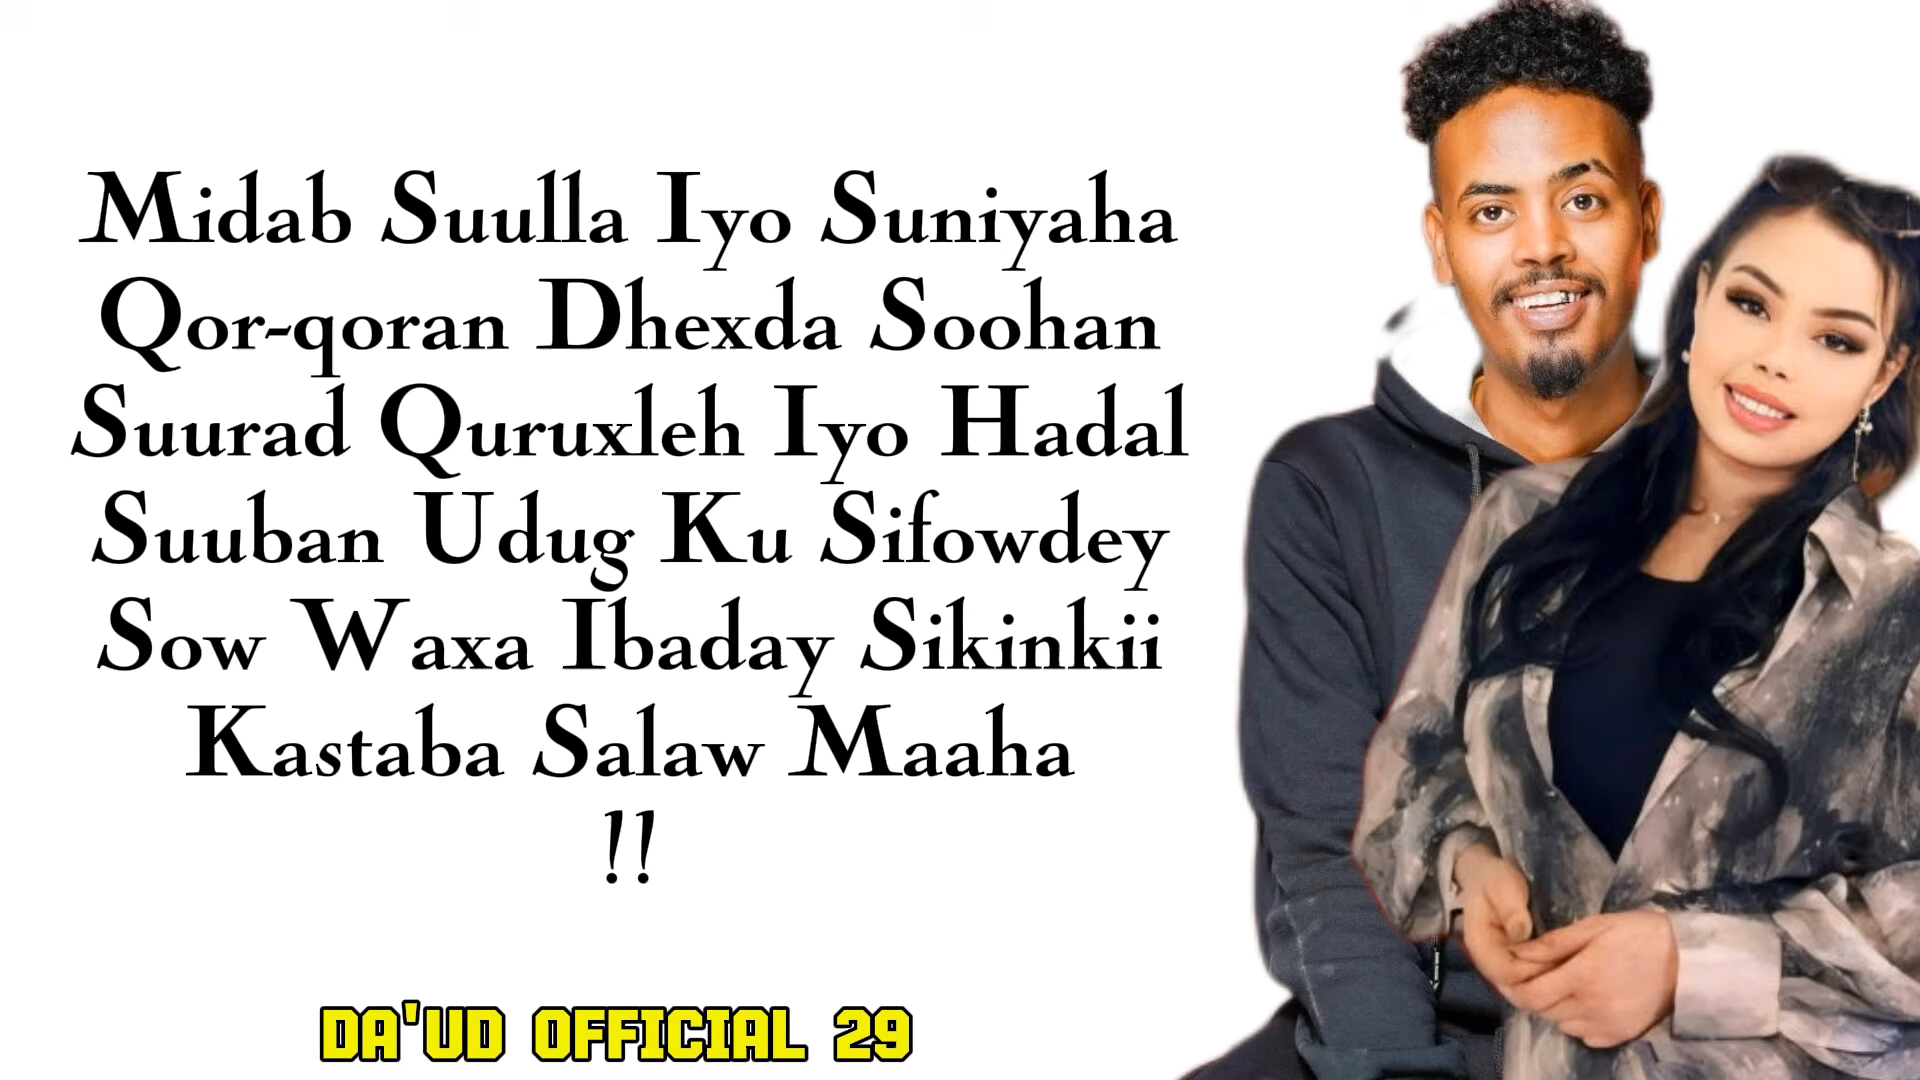 Midab Suulla Iyo Suniyaha
Qor-qoran Dhexda Soohan
Suurad Quruxleh Iyo Hadal
Suuban Udug Ku Sifowdey
Sow Waxa Ibaday Sikinkii
Kastaba Salaw Maaha
!!
DA'UD OFFICIAL 29